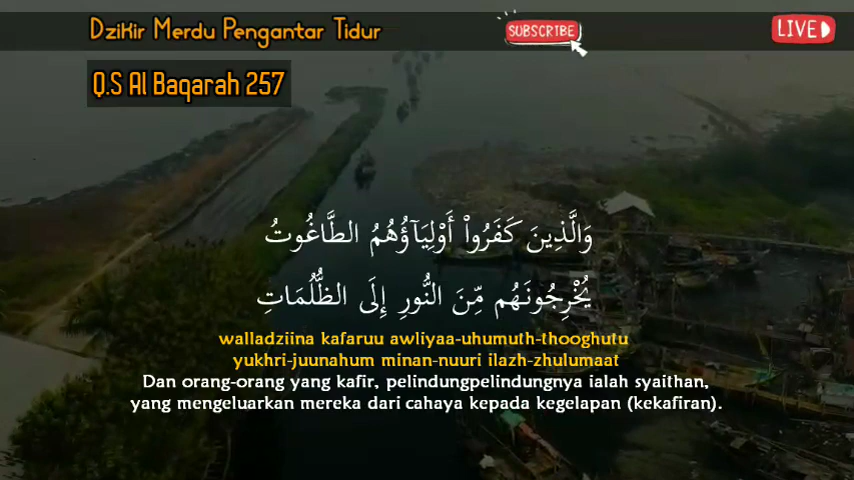 Dzikir Merdu Pengantar Tidur
SUBSCRIBE
LIVE
Q.S Al Baqarah 257
وَالَّذِينَ كَفَرُواْ أَوْلِيَآؤُهُمُ الطَّاغُوتُ
يُخْرِجُونَهُم مِّنَ النُّورِ إِلَى الظُّلُمَاتِ
walladziina kafaruu awliyaa-uhumuth-thooghutu
yukhri-juunahum minan-nuuri ilazh-zhulumaat
Dan orang-orang yang kafir, pelindungpelindungnya ialah syaithan,
yang mengeluarkan mereka dari cahaya kepada kegelapan (kekafiran).